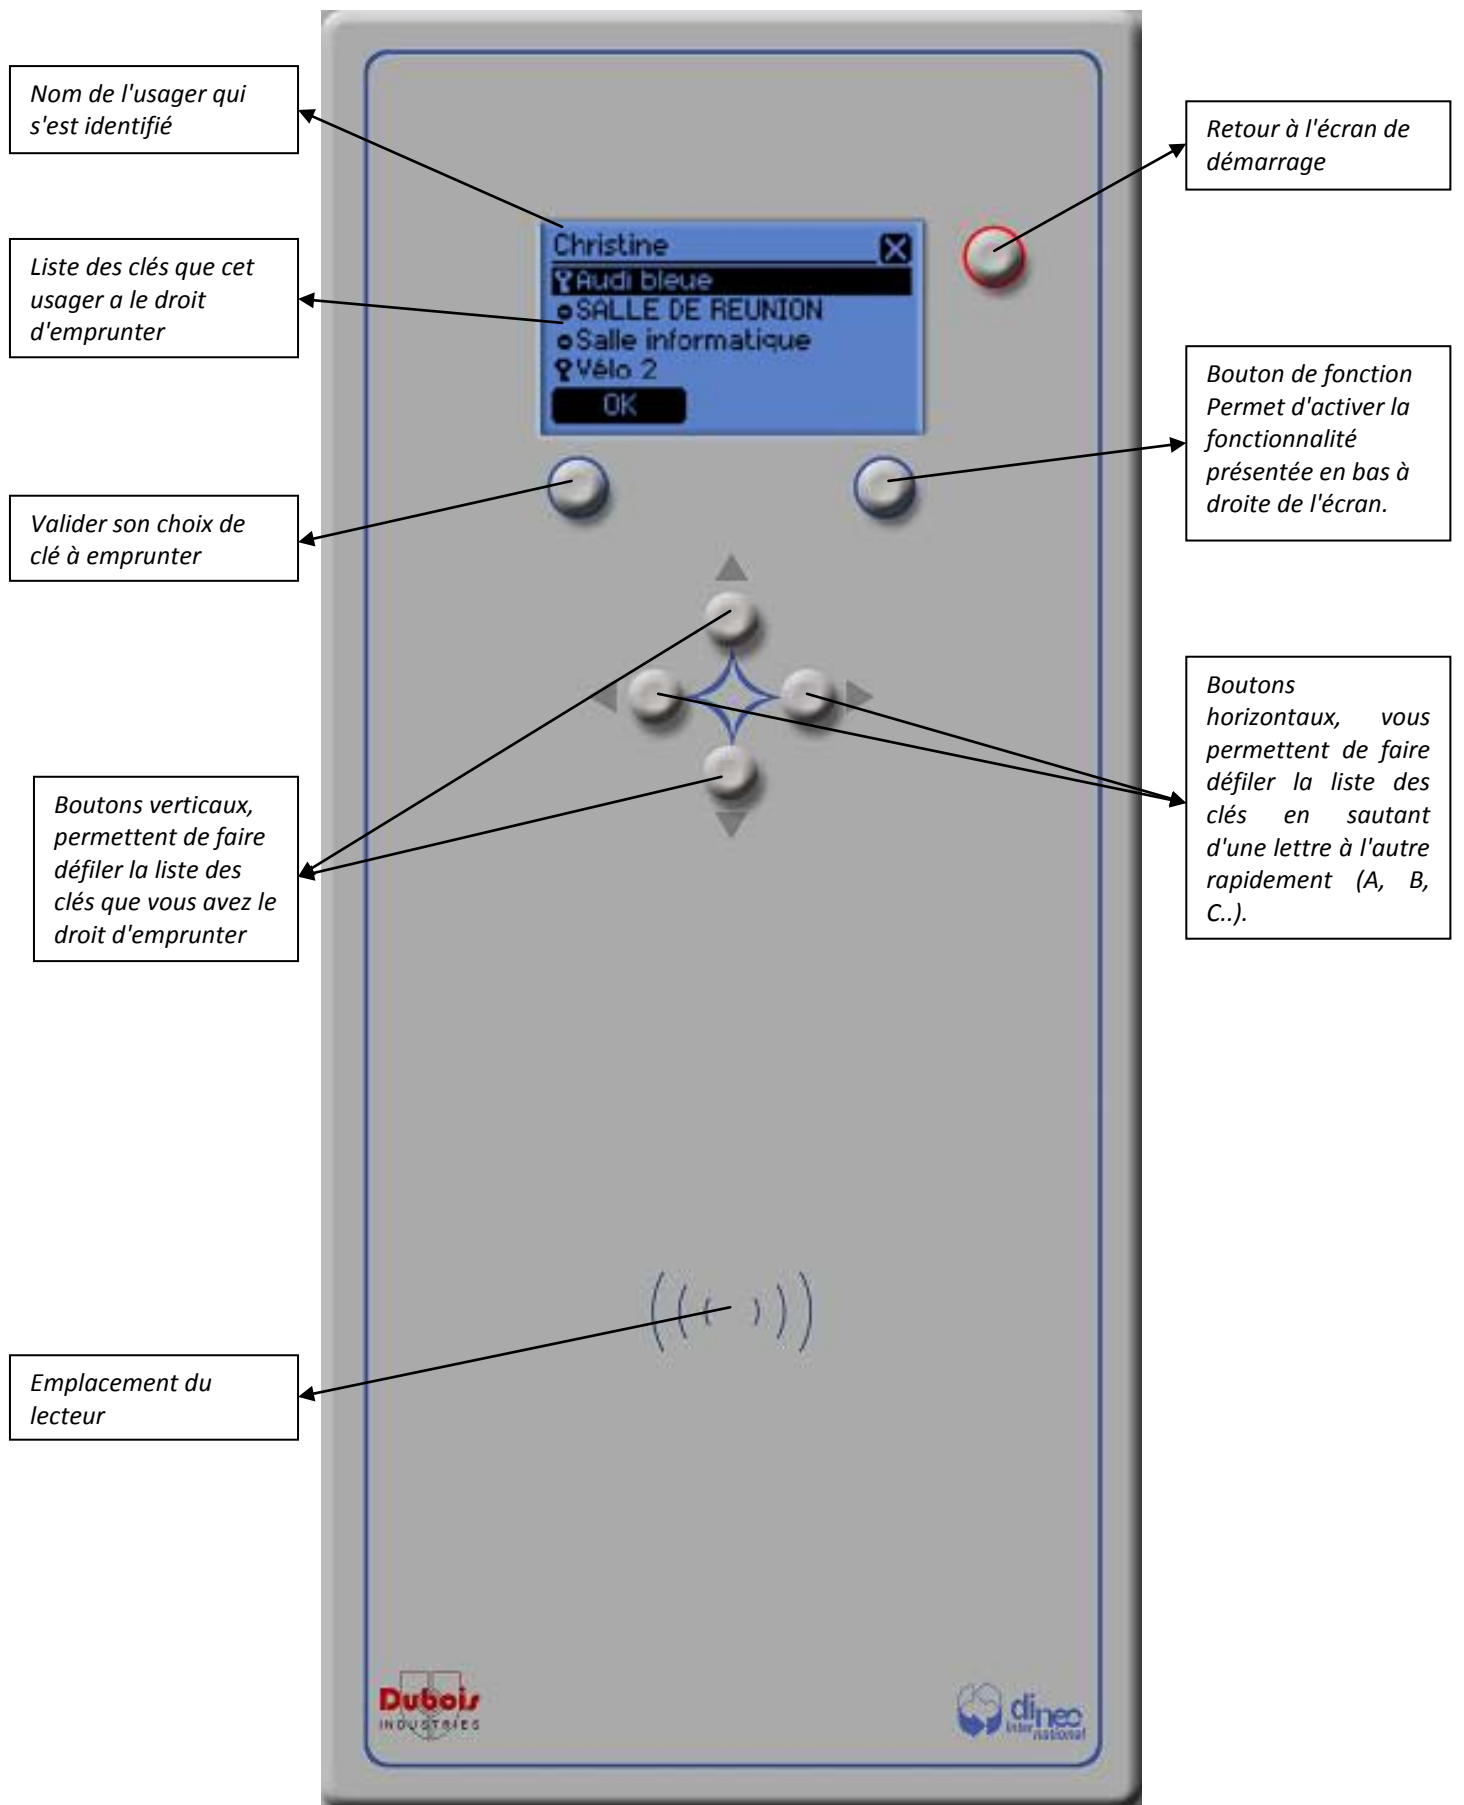 Nom de l'usager qui
s'est identifié
Retour à l'écran de
démarrage
Christine
Audi bleue
SALLE DE REUNION
Salle informatique
Vélo 2
OK
Liste des clés que cet
usager a le droit
d'emprunter
Bouton de fonction
Permet d'activer la
fonctionnalité
présentée en bas à
droite de l'écran.
Valider son choix de
clé à emprunter
Boutons
horizontaux, vous
permettent de faire
défiler la liste des
clés en sautant
d'une lettre à l'autre
rapidement (A, B,
C..).
Boutons verticaux,
permettent de faire
défiler la liste des
clés que vous avez le
droit d'emprunter
Emplacement du
lecteur
Dubois
INDUSTRIES
dinec
international